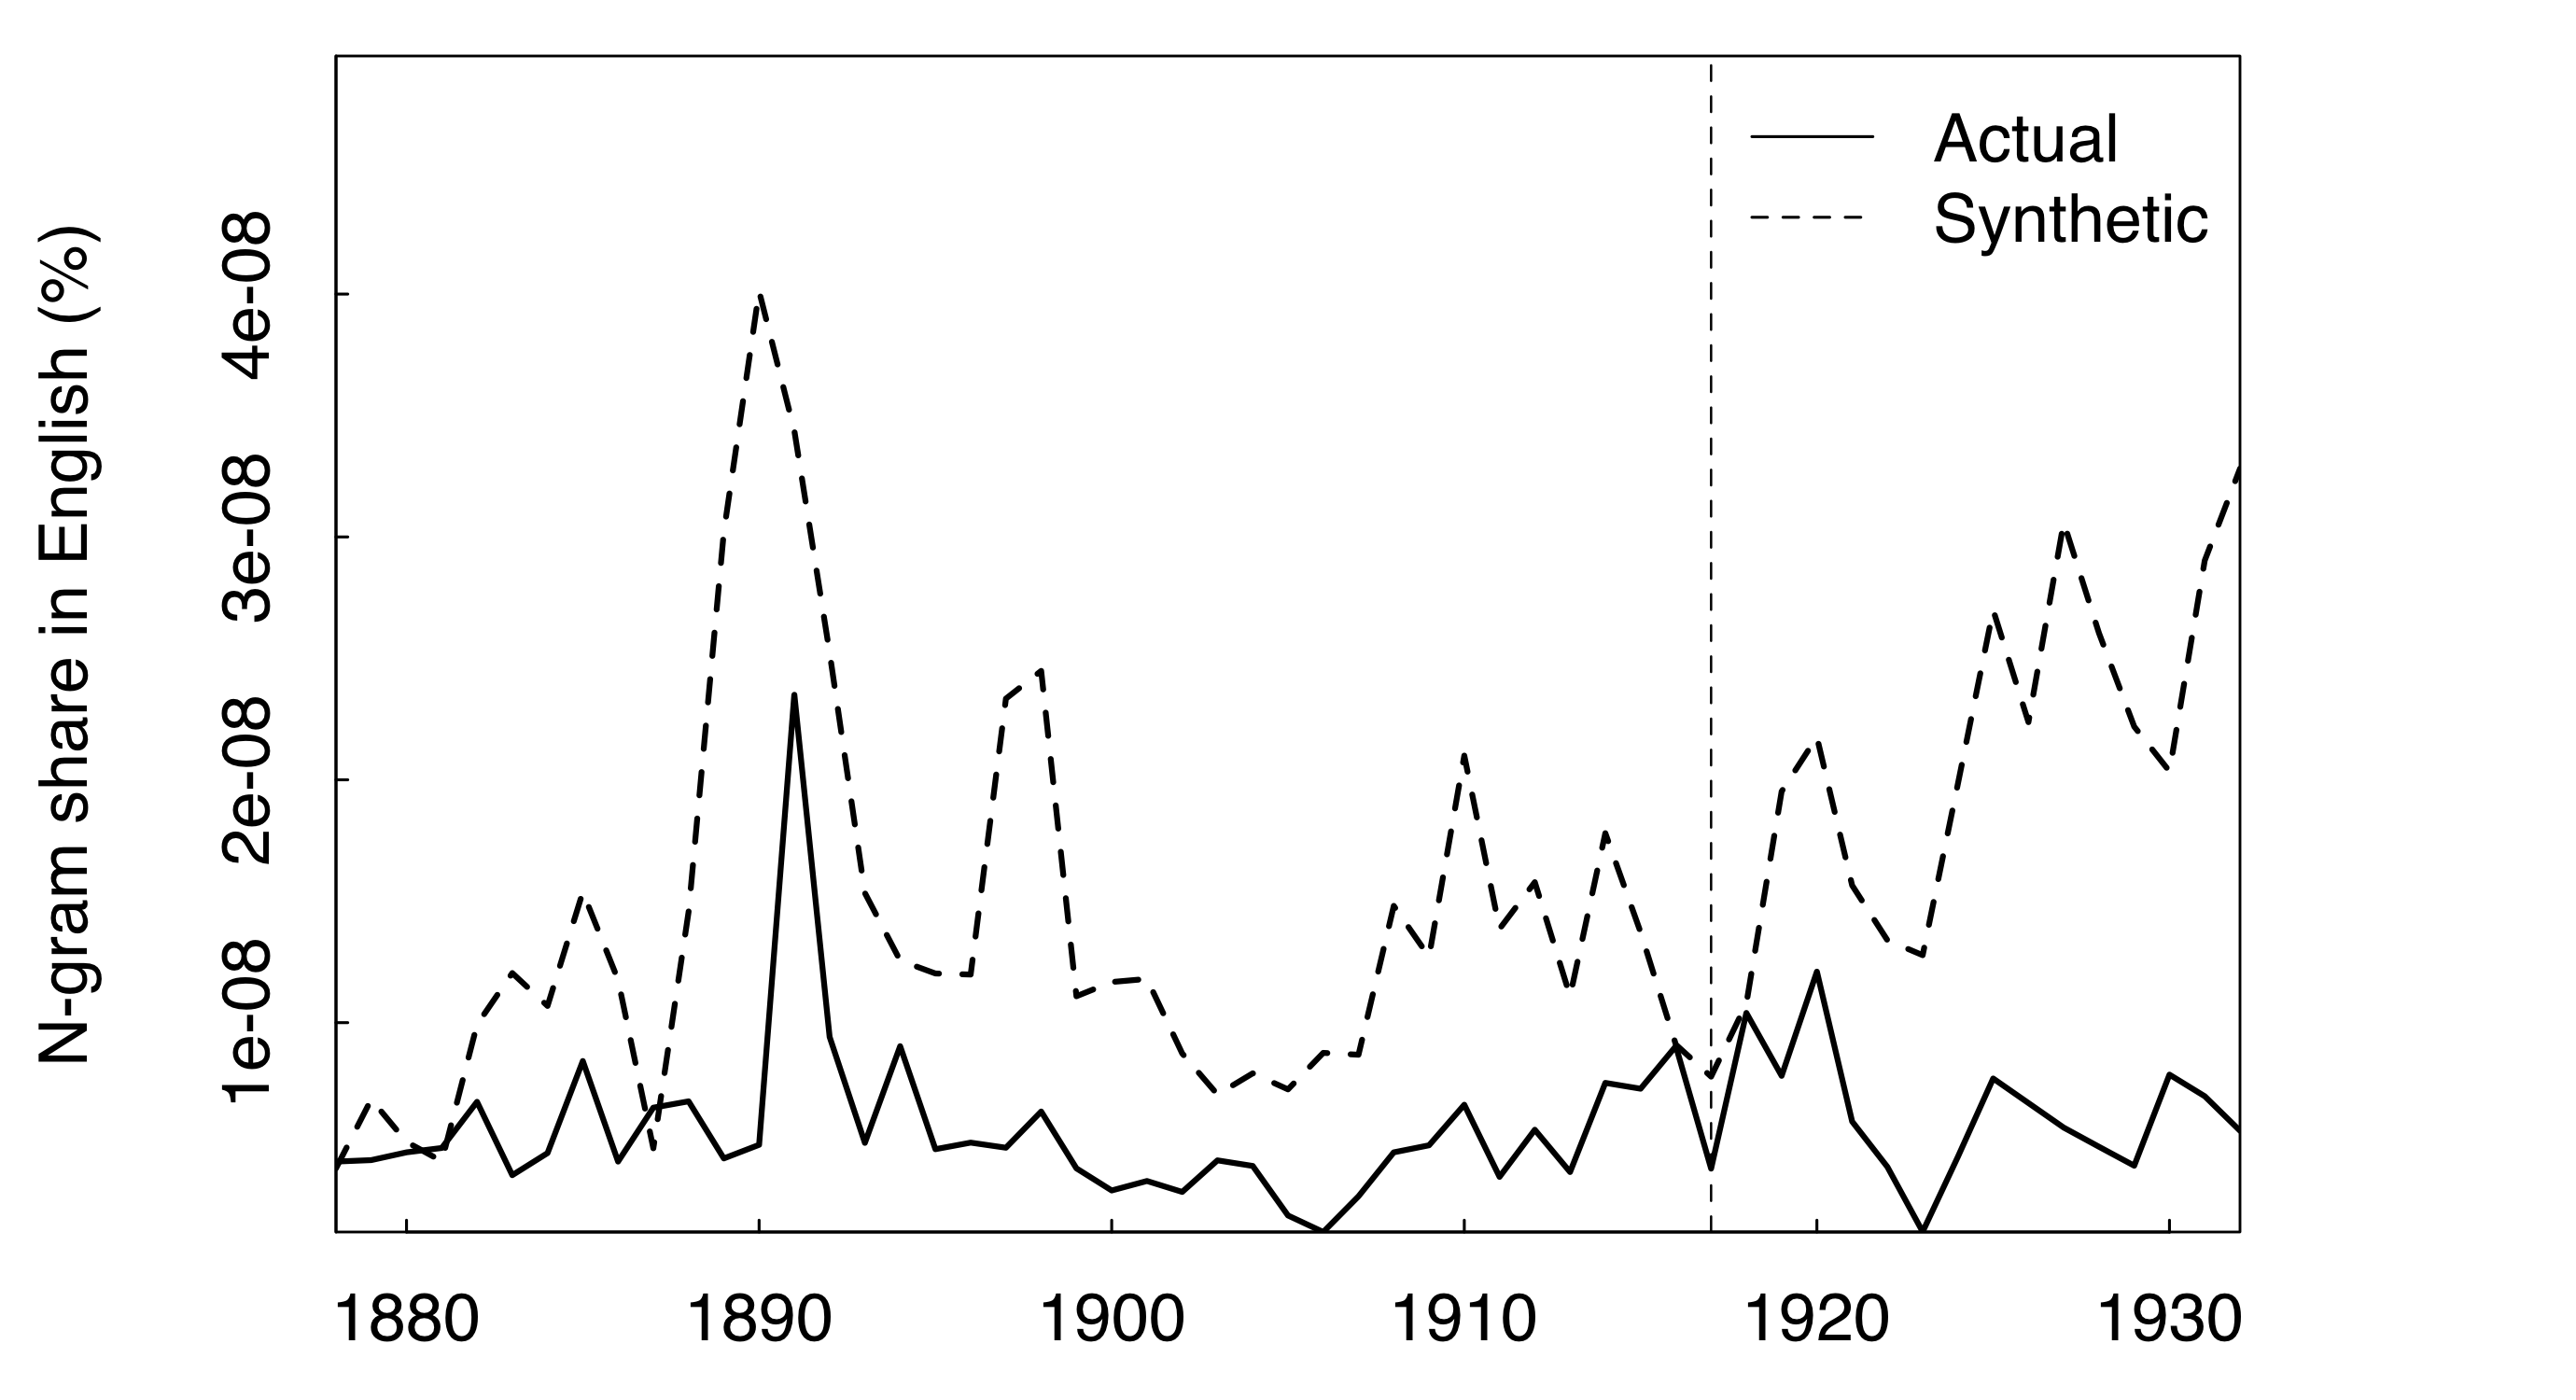 Actual
Synthetic
N-gram share in English (%)
4e-08
3e-08
2e-08
1e-08
1880 1890 1900 1910 1920 1930